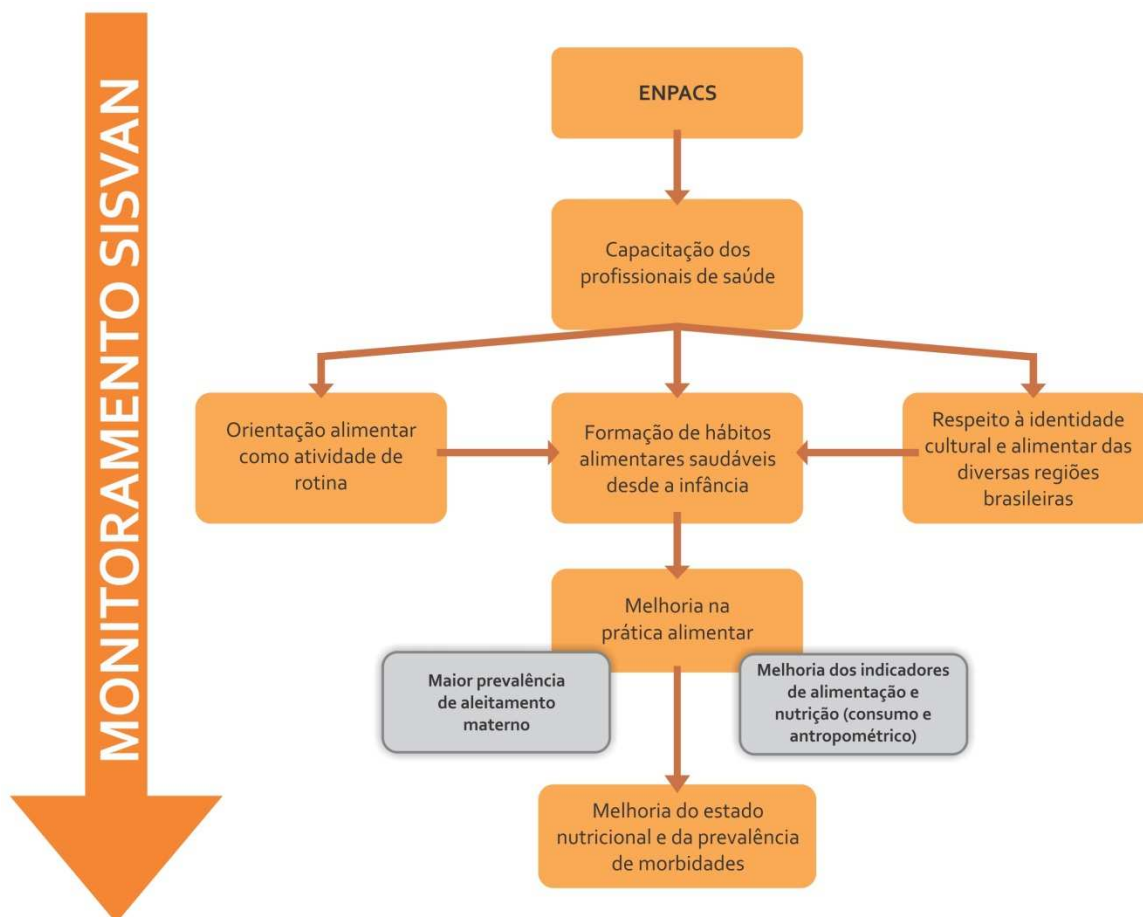 MONITORAMENTO SISVAN
ENPACS
Capacitação dos
profissionais de saúde
Orientação alimentar
como atividade de
rotina
Formação de hábitos
alimentares saudáveis
desde a infância
Respeito à identidade
cultural e alimentar das
diversas regiões
brasileiras
Melhoria na
prática alimentar
Maior prevalência
de aleitamento
materno
Melhoria dos indicadores
de alimentação e
nutrição (consumo e
antropométrico)
Melhoria do estado
nutricional e da prevalência
de morbidades